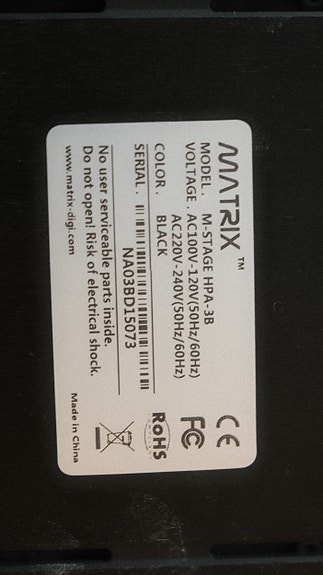 MATRIX™
MODEL . M-STAGE HPA-3B
VOLTAGE . AC100V-120V(50Hz/60Hz)
AC220V-240V(50Hz/60Hz)
COLOR . BLACK
SERIAL .
NA03BD15073
No user serviceable parts inside.
Do not open! Risk of electrical shock.
www.matrix-digi.com
CE
FC
RoHS
Made in China